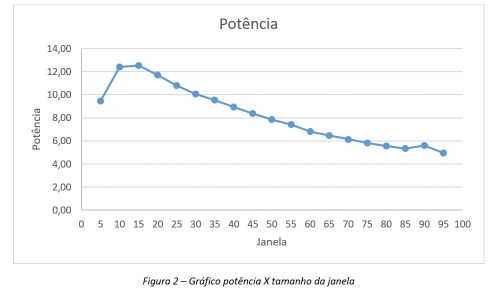 Potência
14,00
12,00
10,00
8,00
6,00
4,00
2,00
0,00
Potência
0 5 10 15 20 25 30 35 40 45 50 55 60 65 70 75 80 85 90 95 100
Janela
Figura 2 – Gráfico potência X tamanho da janela